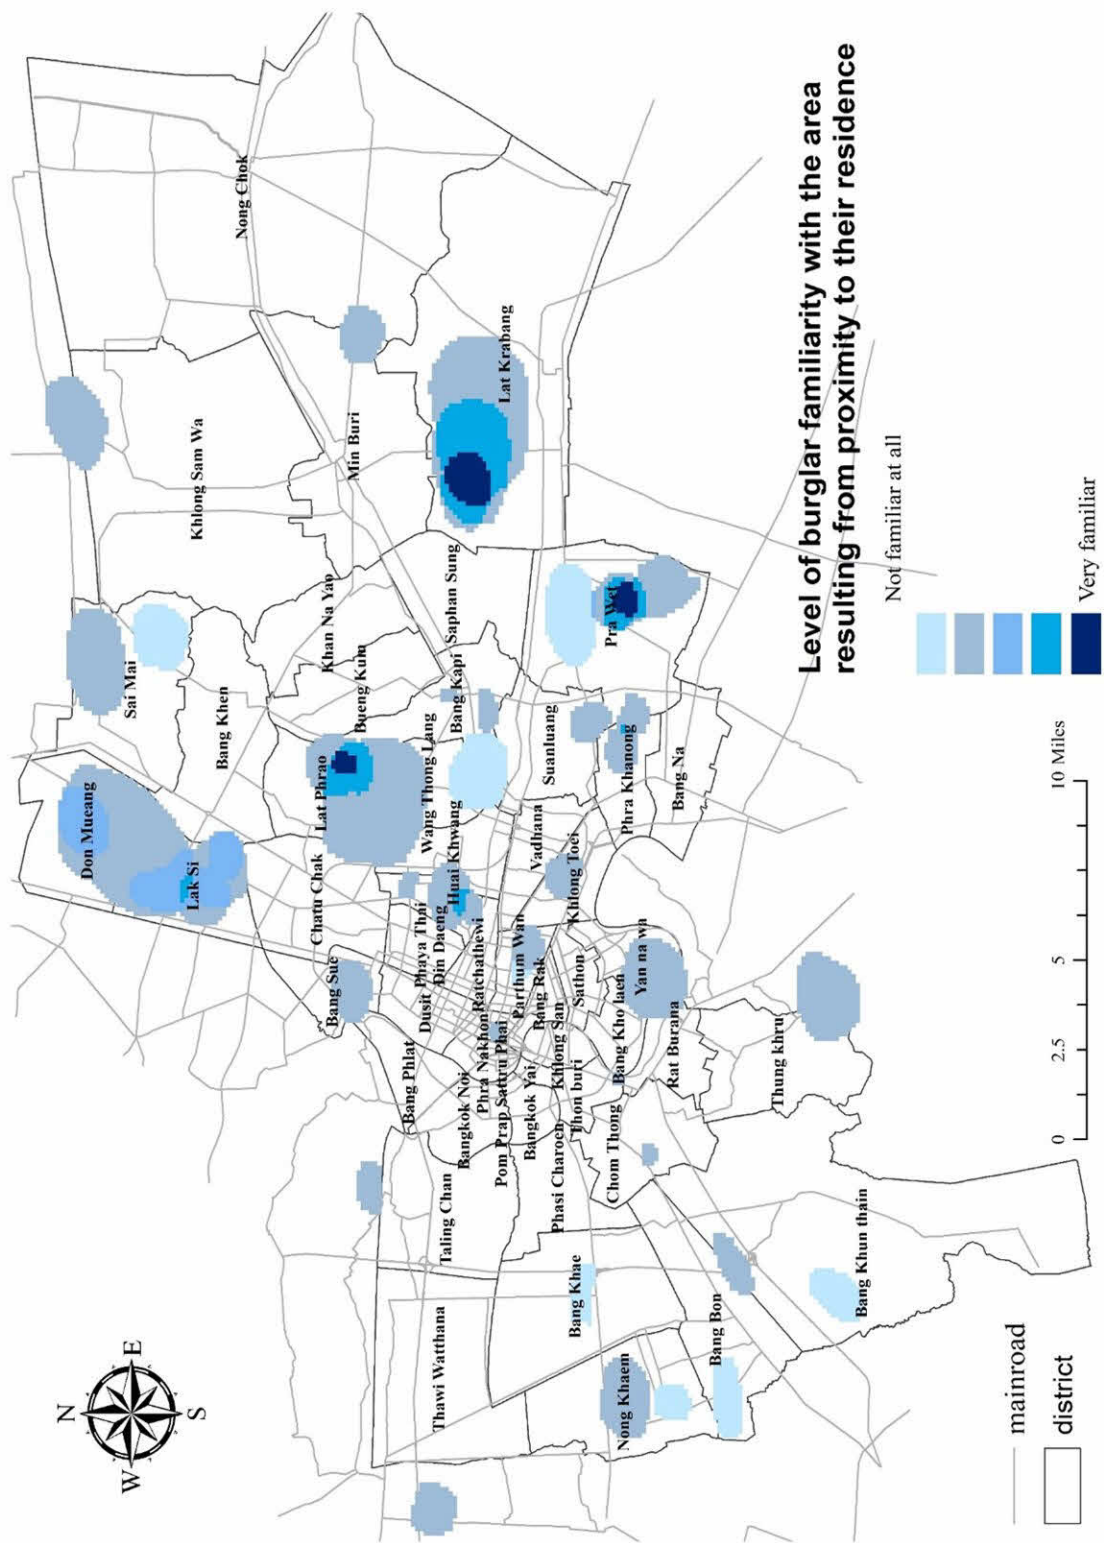 N
W
E
S
Nong Chok
Khlong Sam Wa
Sai Mai
Don Mueang
Lak Si
Bang Khen
Min Buri
Khan Na Yao
Bueng Kum
Lat Phrao
Chatu Chak
Bang Sue
Saphan Sung
Lat Krabang
Bang Kapi
Wang Thong Lang
Huai Khwang
Phaya Thai
Din Daeng
Dusit
Bang Phlat
Taling Chan
Thawi Watthana
Ratchathewi
Bangkok Noi
Phra Nakhon
Pom Prap Sattru Phai
Parthum Wan
Vadhana
Suanluang
Pra Wet
Bangkok Yai
Bang Rak
Khlong Toei
Phra Khanong
Bang Na
Khlong San
Sathon
Phasi Charoen
Thon buri
Bang Khae
Bang Kho laen
Yan na wa
Chom Thong
Rat Burana
Nong Khaem
Bang Bon
Thung khru
Bang Khun thain
mainroad
district
0
2.5
5
10 Miles
Level of burglar familiarity with the area
resulting from proximity to their residence
Not familiar at all
Very familiar